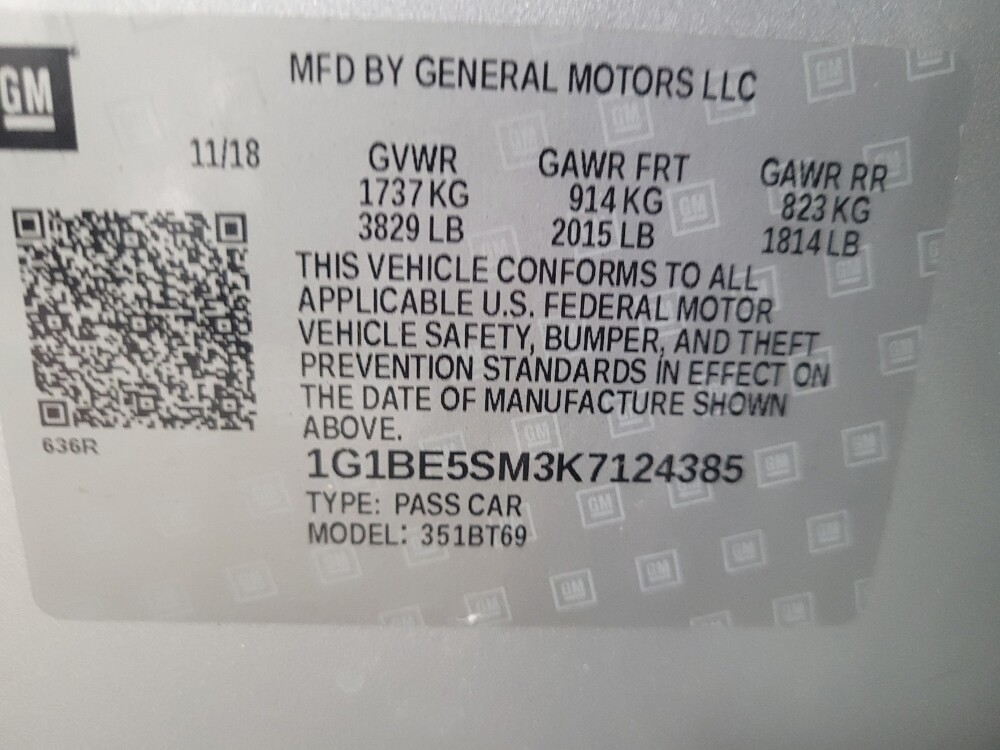 GM
MFD BY GENERAL MOTORS LLC
11/18
GVWR GAWR FRT GAWR RR
1737 KG 914 KG 823 KG
3829 LB 2015 LB 1814 LB
THIS VEHICLE CONFORMS TO ALL
APPLICABLE U.S. FEDERAL MOTOR
VEHICLE SAFETY, BUMPER, AND THEFT
PREVENTION STANDARDS IN EFFECT ON
THE DATE OF MANUFACTURE SHOWN
ABOVE.
636R
1G1BE5SM3K7124385
TYPE: PASS CAR
MODEL: 351BT69